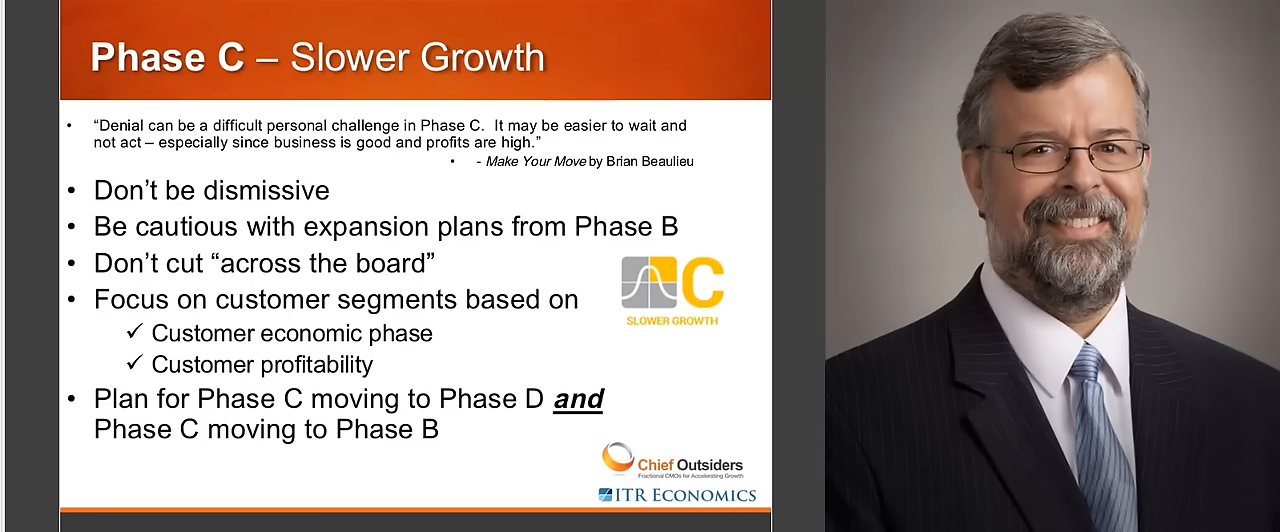 Phase C – Slower Growth
• “Denial can be a difficult personal challenge in Phase C.  It may be easier to wait and
not act – especially since business is good and profits are high.”
• - Make Your Move by Brian Beaulieu
• Don’t be dismissive
• Be cautious with expansion plans from Phase B
• Don’t cut “across the board”
• Focus on customer segments based on
✓ Customer economic phase
✓ Customer profitability
• Plan for Phase C moving to Phase D and
Phase C moving to Phase B
C
SLOWER GROWTH
Chief Outsiders
Fractional CMOs for Accelerating Growth
ITR ECONOMICS